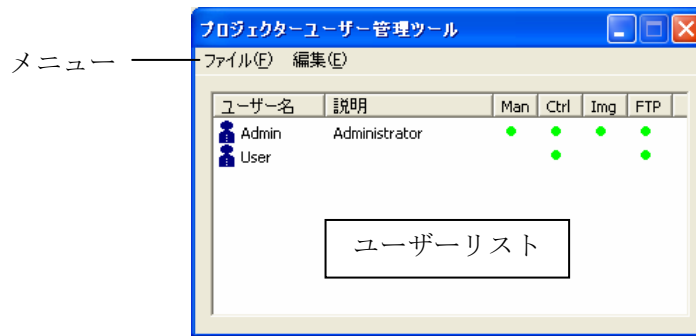 プロジェクターユーザー管理ツール
メニュー
ファイル(F) 編集(E)
ユーザー名 説明 Man Ctrl Img FTP
Admin Administrator
User
ユーザーリスト